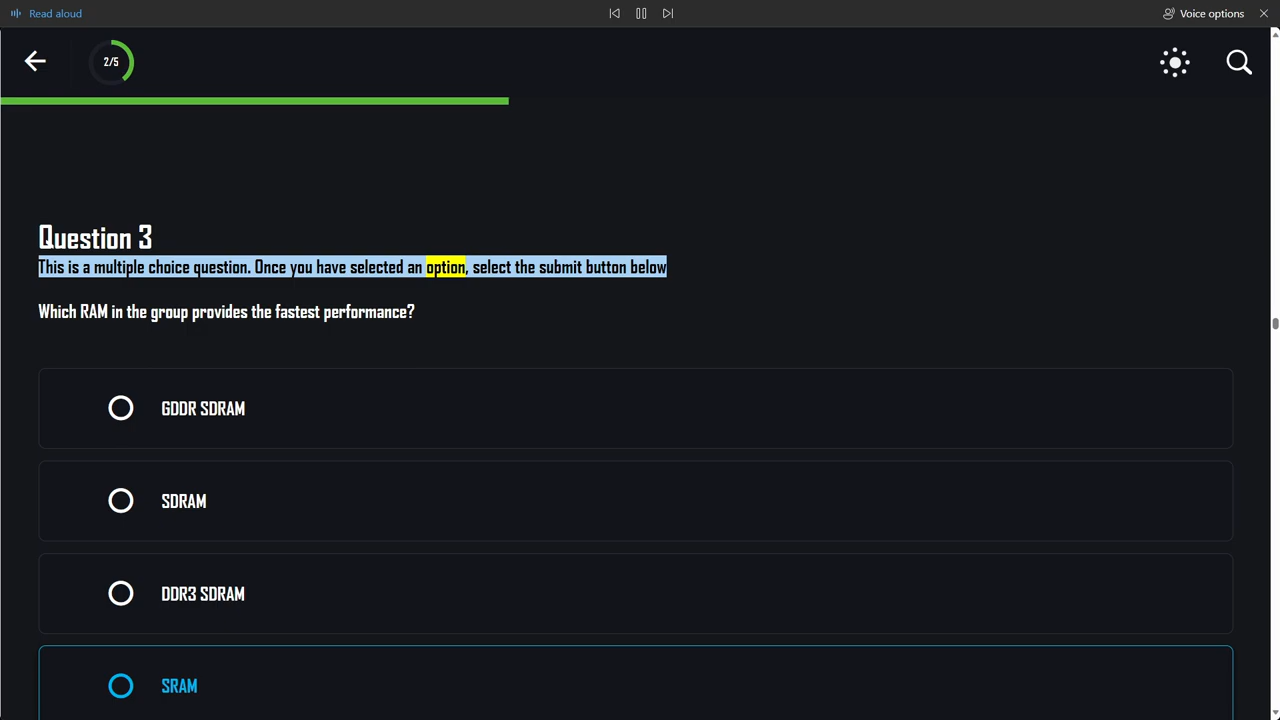 Read aloud
Voice options
2/5
Question 3
This is a multiple choice question. Once you have selected an option, select the submit button below
Which RAM in the group provides the fastest performance?
GDDR SDRAM
SDRAM
DDR3 SDRAM
SRAM